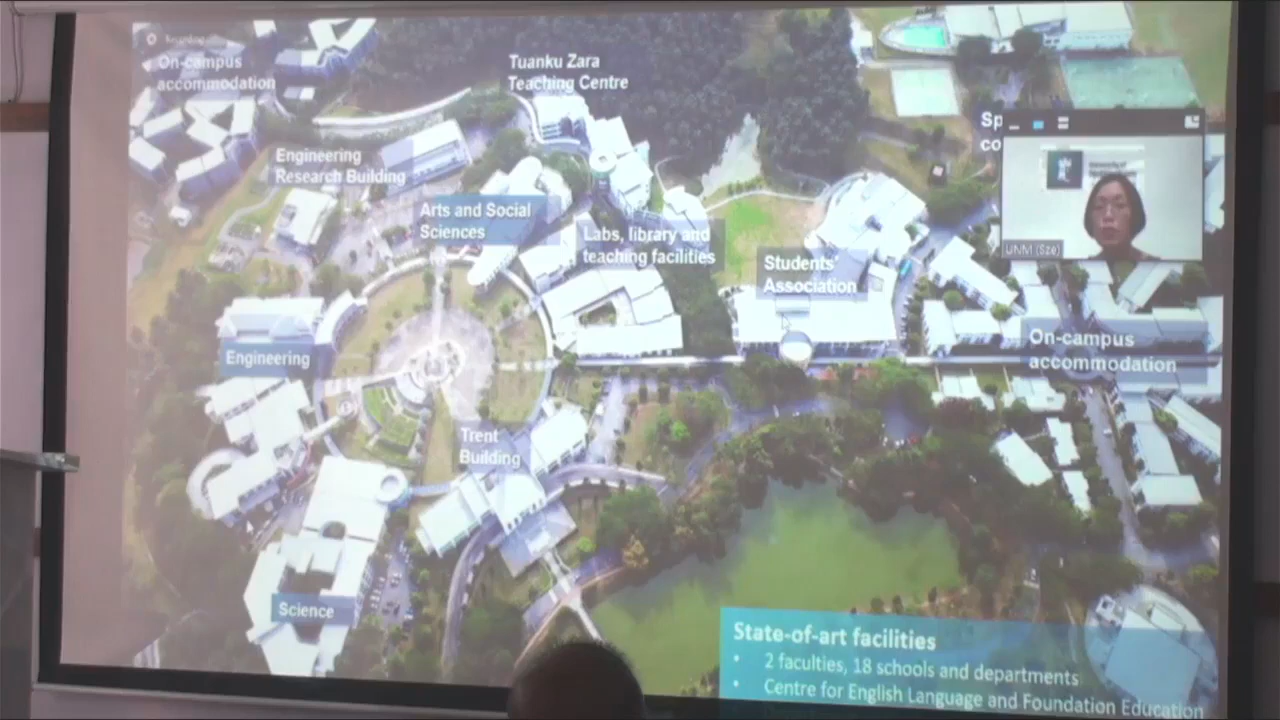 On-campus
accommodation
Tuanku Zara
Teaching Centre
Sp
co
Engineering
Research Building
Arts and Social
Sciences
Labs, library and
teaching facilities
Students'
Association
UNM (Sze)
On-campus
accommodation
Engineering
Trent
Building
Science
State-of-art facilities
• 2 faculties, 18 schools and departments
• Centre for English Language and Foundation Education